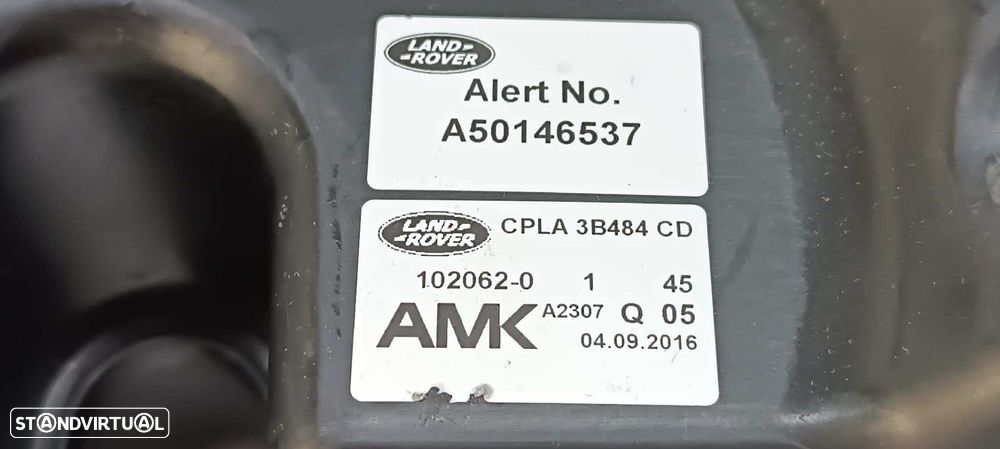 LAND-
-ROVER
Alert No.
A50146537
LAND-
-ROVER
CPLA 3B484 CD
102062-0 1 45
AMK A2307 Q 05
04.09.2016
STANDVIRTUAL